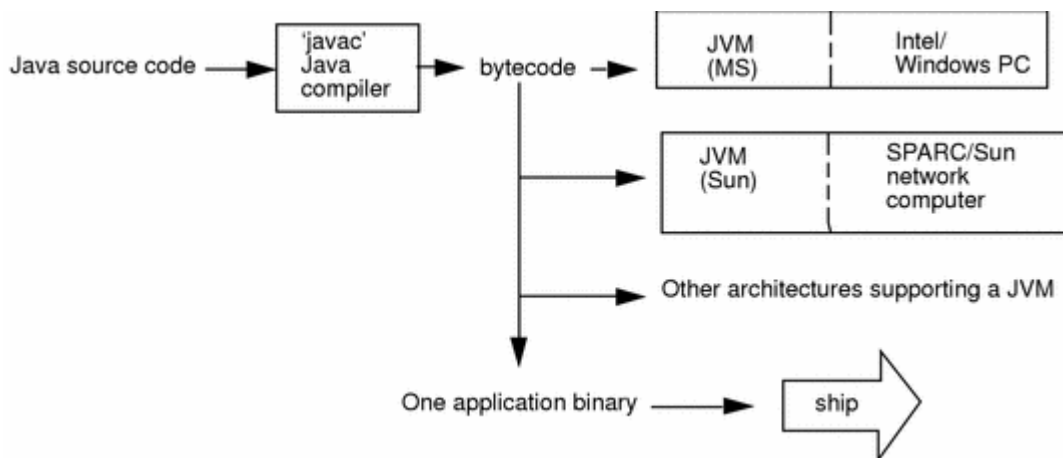 Java source code
'javac'
Java
compiler
bytecode
JVM
(MS)
Intel/
Windows PC
JVM
(Sun)
SPARC/Sun
network
computer
Other architectures supporting a JVM
One application binary
ship